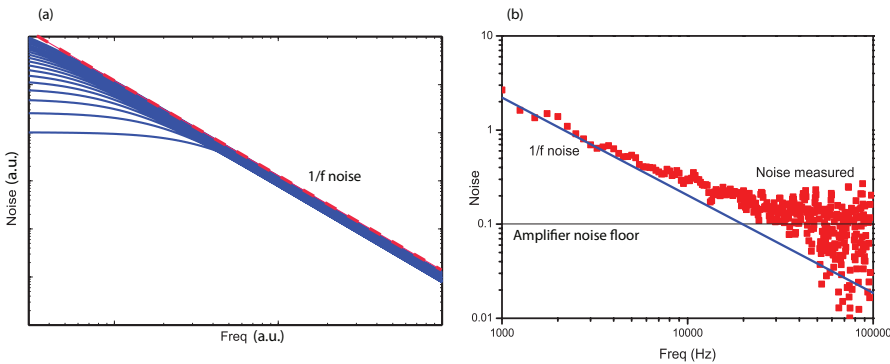 (a)
Noise (a.u.)
1/f noise
Freq (a.u.)
(b)
10
1
0.1
0.01
Noise
1/f noise
Noise measured
Amplifier noise floor
1000
10000
100000
Freq (Hz)